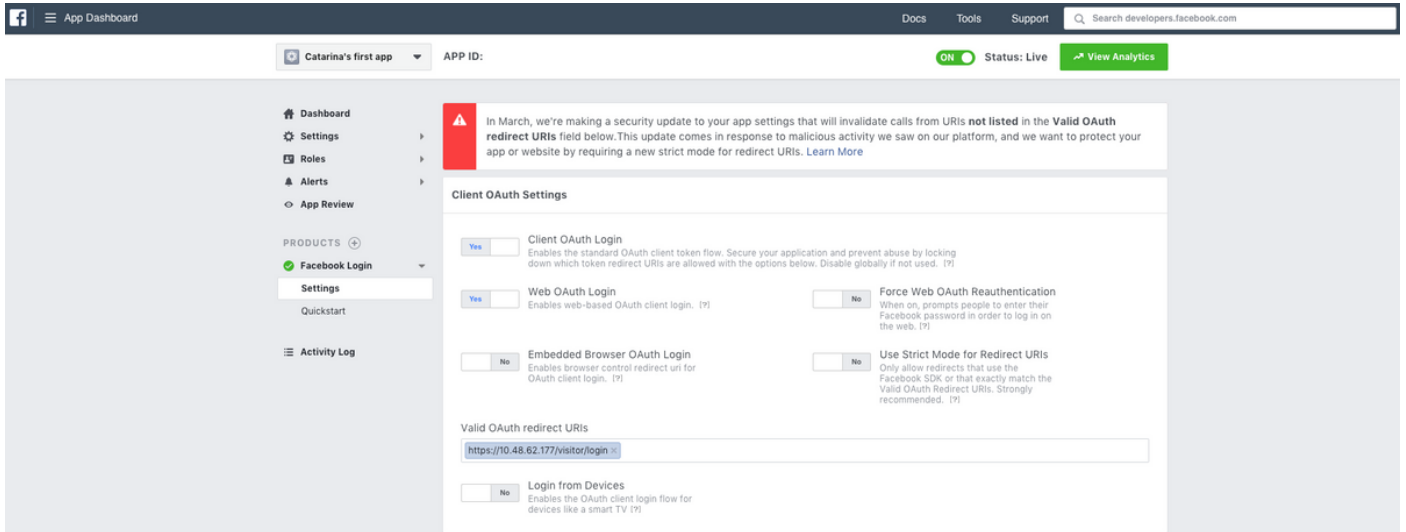 App Dashboard
Docs
Tools
Support
Search developers.facebook.com
Catarina's first app
APP ID:
ON
Status: Live
View Analytics
Dashboard
Settings
Roles
Alerts
App Review
PRODUCTS
Facebook Login
Settings
Quickstart
Activity Log
In March, we're making a security update to your app settings that will invalidate calls from URIs not listed in the Valid OAuth
redirect URIs field below.This update comes in response to malicious activity we saw on our platform, and we want to protect your
app or website by requiring a new strict mode for redirect URIs. Learn More
Client OAuth Settings
Yes
Client OAuth Login
Enables the standard OAuth client token flow. Secure your application and prevent abuse by locking
down which token redirect URIs are allowed with the options below. Disable globally if not used. [?]
Yes
Web OAuth Login
Enables web-based OAuth client login. [?]
No
Force Web OAuth Reauthentication
When on, prompts people to enter their
Facebook password in order to log in on
the web. [?]
No
Embedded Browser OAuth Login
Enables browser control redirect uri for
OAuth client login. [?]
No
Use Strict Mode for Redirect URIs
Only allow redirects that use the
Facebook SDK or that exactly match the
Valid OAuth Redirect URIs. Strongly
recommended. [?]
Valid OAuth redirect URIs
https://10.48.62.177/visitor/login ×
No
Login from Devices
Enables the OAuth client login flow for
devices like a smart TV [?]